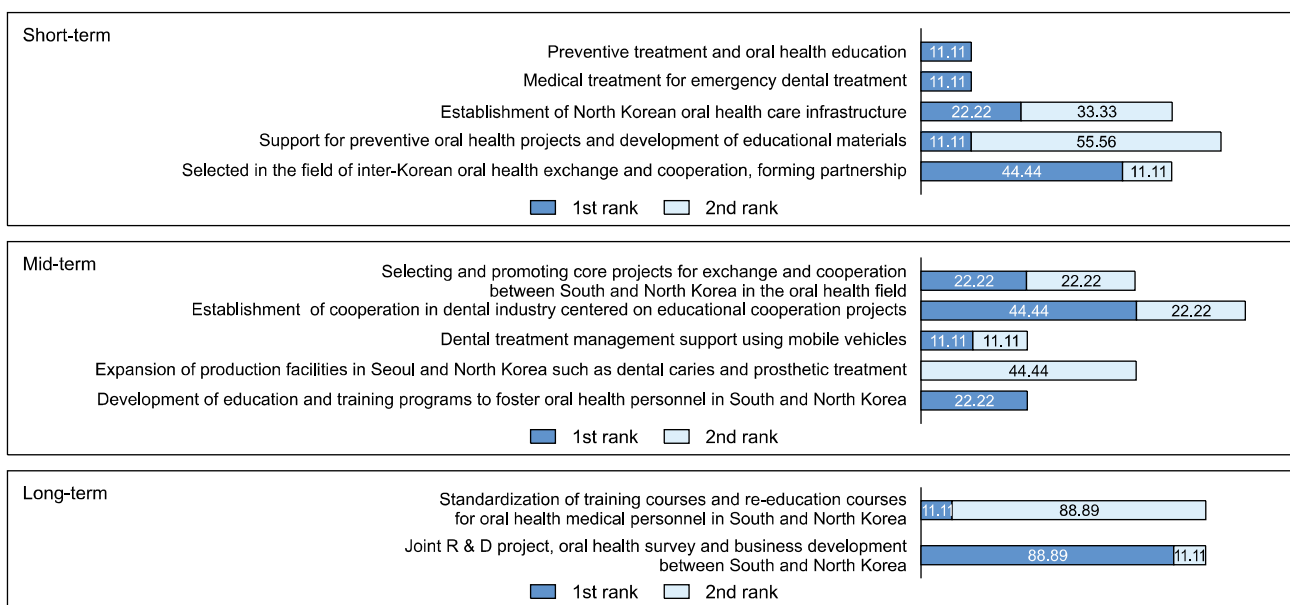 Short-term
Preventive treatment and oral health education
11.11
Medical treatment for emergency dental treatment
11.11
Establishment of North Korean oral health care infrastructure
22.22 33.33
Support for preventive oral health projects and development of educational materials
11.11 55.56
Selected in the field of inter-Korean oral health exchange and cooperation, forming partnership
44.44 11.11
1st rank 2nd rank
Mid-term
Selecting and promoting core projects for exchange and cooperation
between South and North Korea in the oral health field
22.22 22.22
Establishment of cooperation in dental industry centered on educational cooperation projects
44.44 22.22
Dental treatment management support using mobile vehicles
11.11 11.11
Expansion of production facilities in Seoul and North Korea such as dental caries and prosthetic treatment
44.44
Development of education and training programs to foster oral health personnel in South and North Korea
22.22
1st rank 2nd rank
Long-term
Standardization of training courses and re-education courses
for oral health medical personnel in South and North Korea
11.11 88.89
Joint R & D project, oral health survey and business development
between South and North Korea
88.89 11.11
1st rank 2nd rank